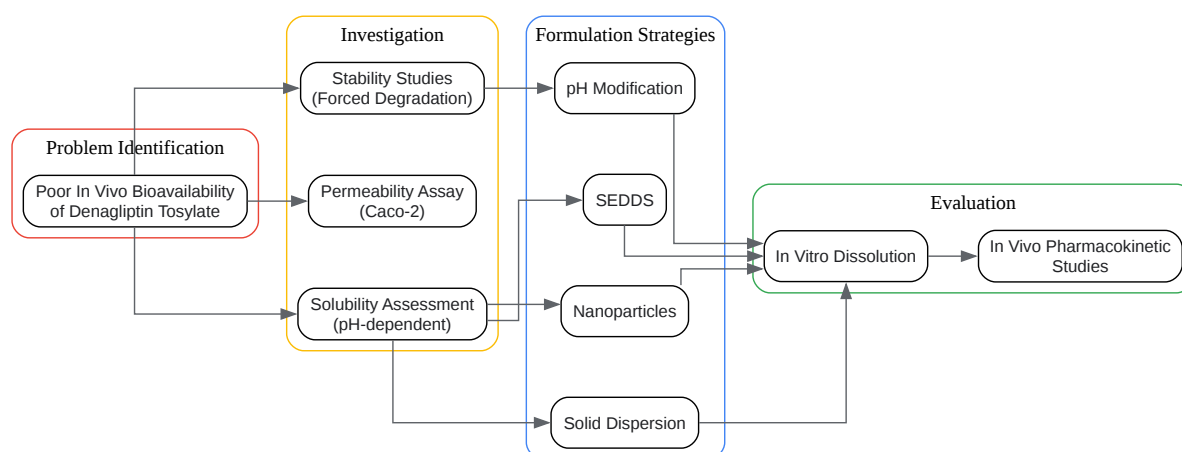 Investigation
Formulation Strategies
Stability Studies
(Forced Degradation)
pH Modification
Problem Identification
Poor In Vivo Bioavailability
of Denagliptin Tosylate
Permeability Assay
(Caco-2)
SEDDS
Evaluation
In Vitro Dissolution
In Vivo Pharmacokinetic
Studies
Solubility Assessment
(pH-dependent)
Nanoparticles
Solid Dispersion